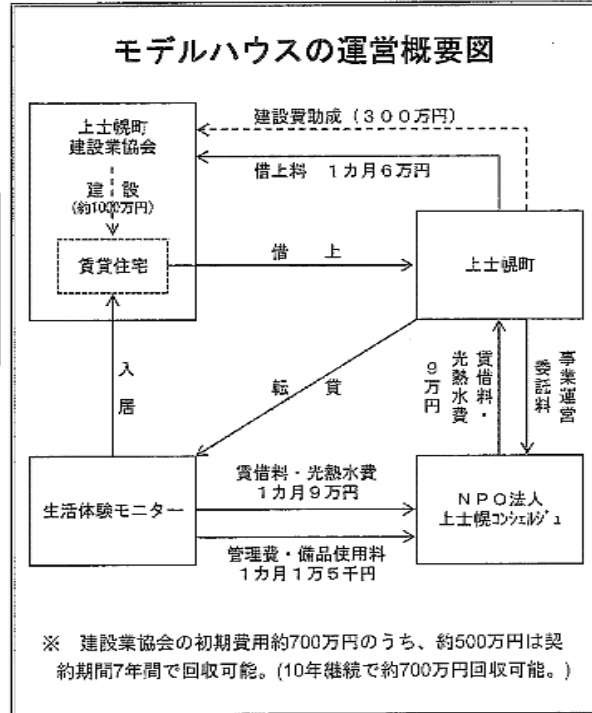 モデルハウスの運営概要図
上士幌町
建設業協会
建設
(約1000万円)
賃貸住宅
建設費助成（３００万円）
借上料　１カ月６万円
借　上
上士幌町
入居
転　貸
賃借料・
光熱水費
９万円
事業運営
委託料
生活体験モニター
賃借料・光熱水費
１カ月９万円
管理費・備品使用料
１カ月１万５千円
ＮＰＯ法人
上士幌ｺﾝｼｪﾙｼﾞｭ
※　建設業協会の初期費用約700万円のうち、約500万円は契
約期間7年間で回収可能。(10年継続で約700万円回収可能。)